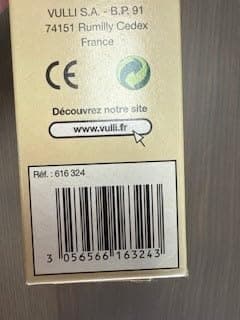 VULLI S.A. - B.P. 91
74151 Rumilly Cedex
France
CE
Découvrez notre site
www.vulli.fr
Réf. : 616 324
3 056566 163243